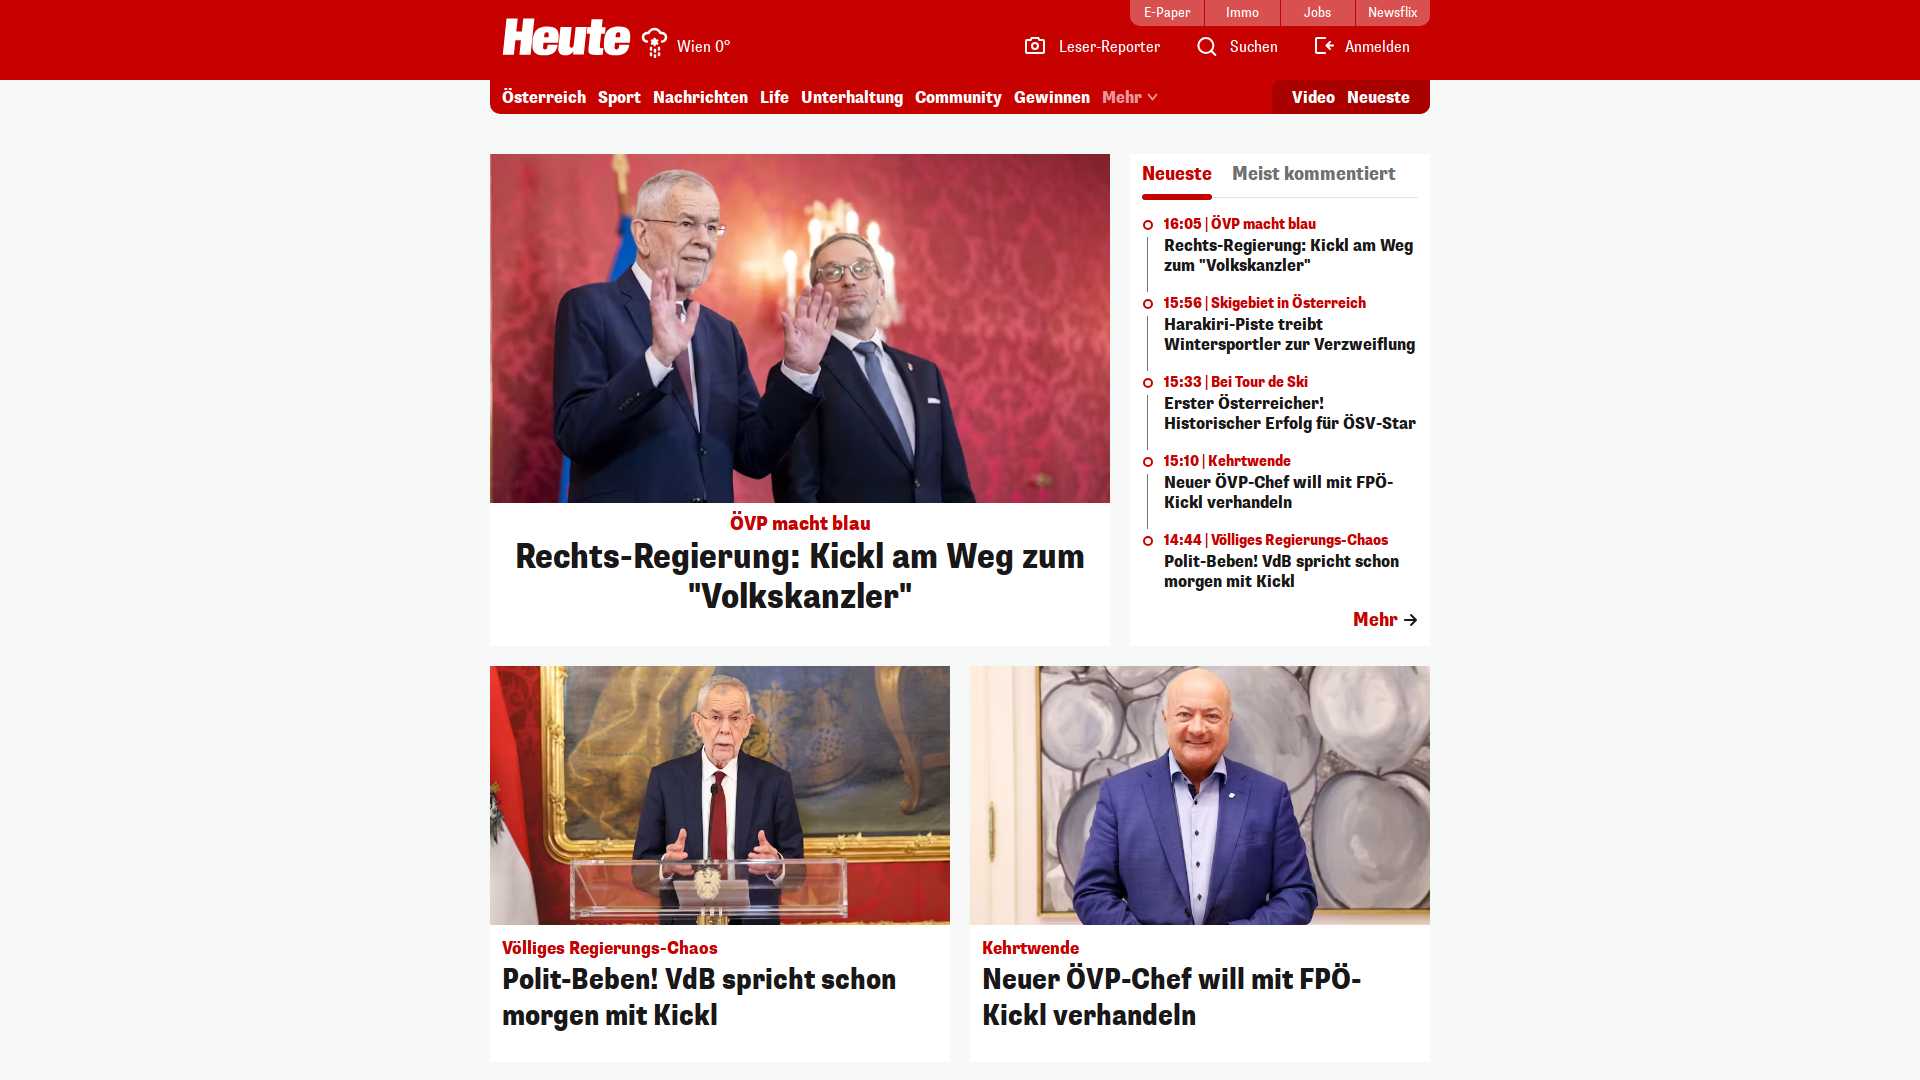 E-Paper
Immo
Jobs
Newsflix
Heute
Wien 0°
Leser-Reporter
Suchen
Anmelden
Österreich
Sport
Nachrichten
Life
Unterhaltung
Community
Gewinnen
Mehr
Video
Neueste
ÖVP macht blau
Rechts-Regierung: Kickl am Weg zum
"Volkskanzler"
Neueste
Meist kommentiert
16:05 | ÖVP macht blau
Rechts-Regierung: Kickl am Weg
zum "Volkskanzler"
15:56 | Skigebiet in Österreich
Harakiri-Piste treibt
Wintersportler zur Verzweiflung
15:33 | Bei Tour de Ski
Erster Österreicher!
Historischer Erfolg für ÖSV-Star
15:10 | Kehrtwende
Neuer ÖVP-Chef will mit FPÖ-
Kickl verhandeln
14:44 | Völliges Regierungs-Chaos
Polit-Beben! VdB spricht schon
morgen mit Kickl
Mehr
Völliges Regierungs-Chaos
Polit-Beben! VdB spricht schon
morgen mit Kickl
Kehrtwende
Neuer ÖVP-Chef will mit FPÖ-
Kickl verhandeln